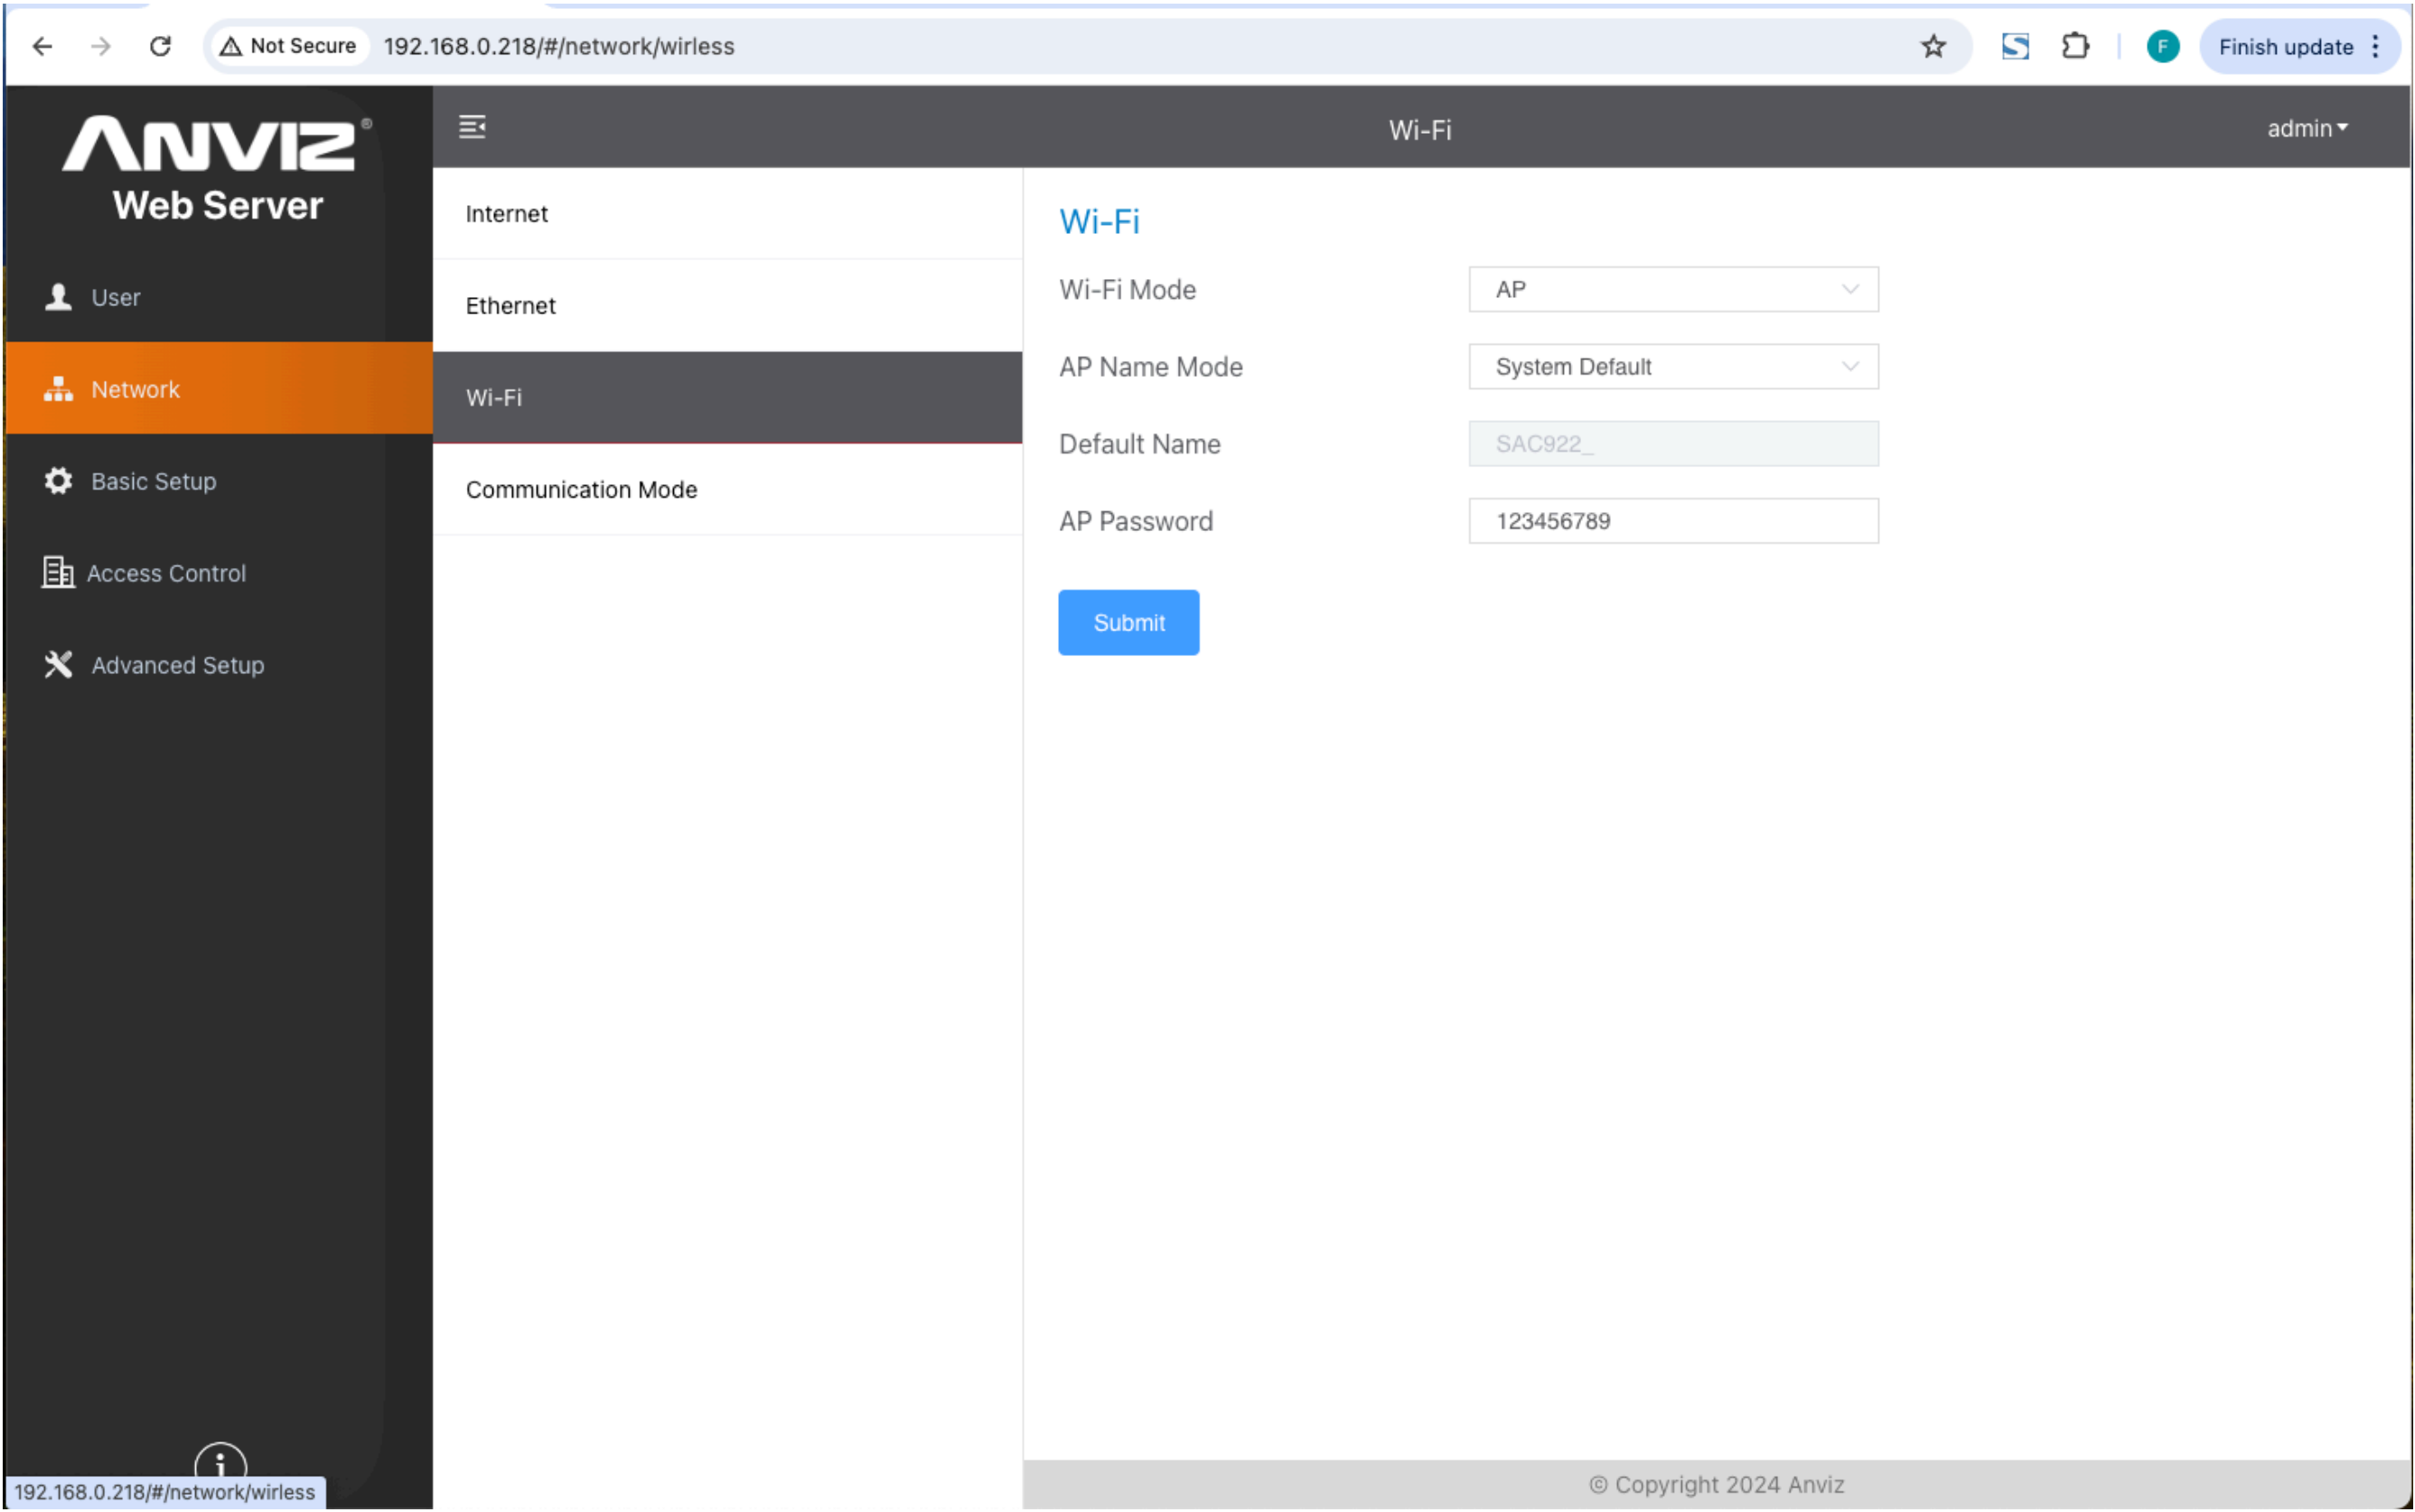 Not Secure 192.168.0.218/#/network/wirless F Finish update
ANVIZ®
Web Server
User
Network
Basic Setup
Access Control
Advanced Setup
192.168.0.218/#/network/wirless
Wi-Fi admin
Internet
Ethernet
Wi-Fi
Communication Mode
Wi-Fi
Wi-Fi Mode AP
AP Name Mode System Default
Default Name SAC922_
AP Password 123456789
Submit
© Copyright 2024 Anviz